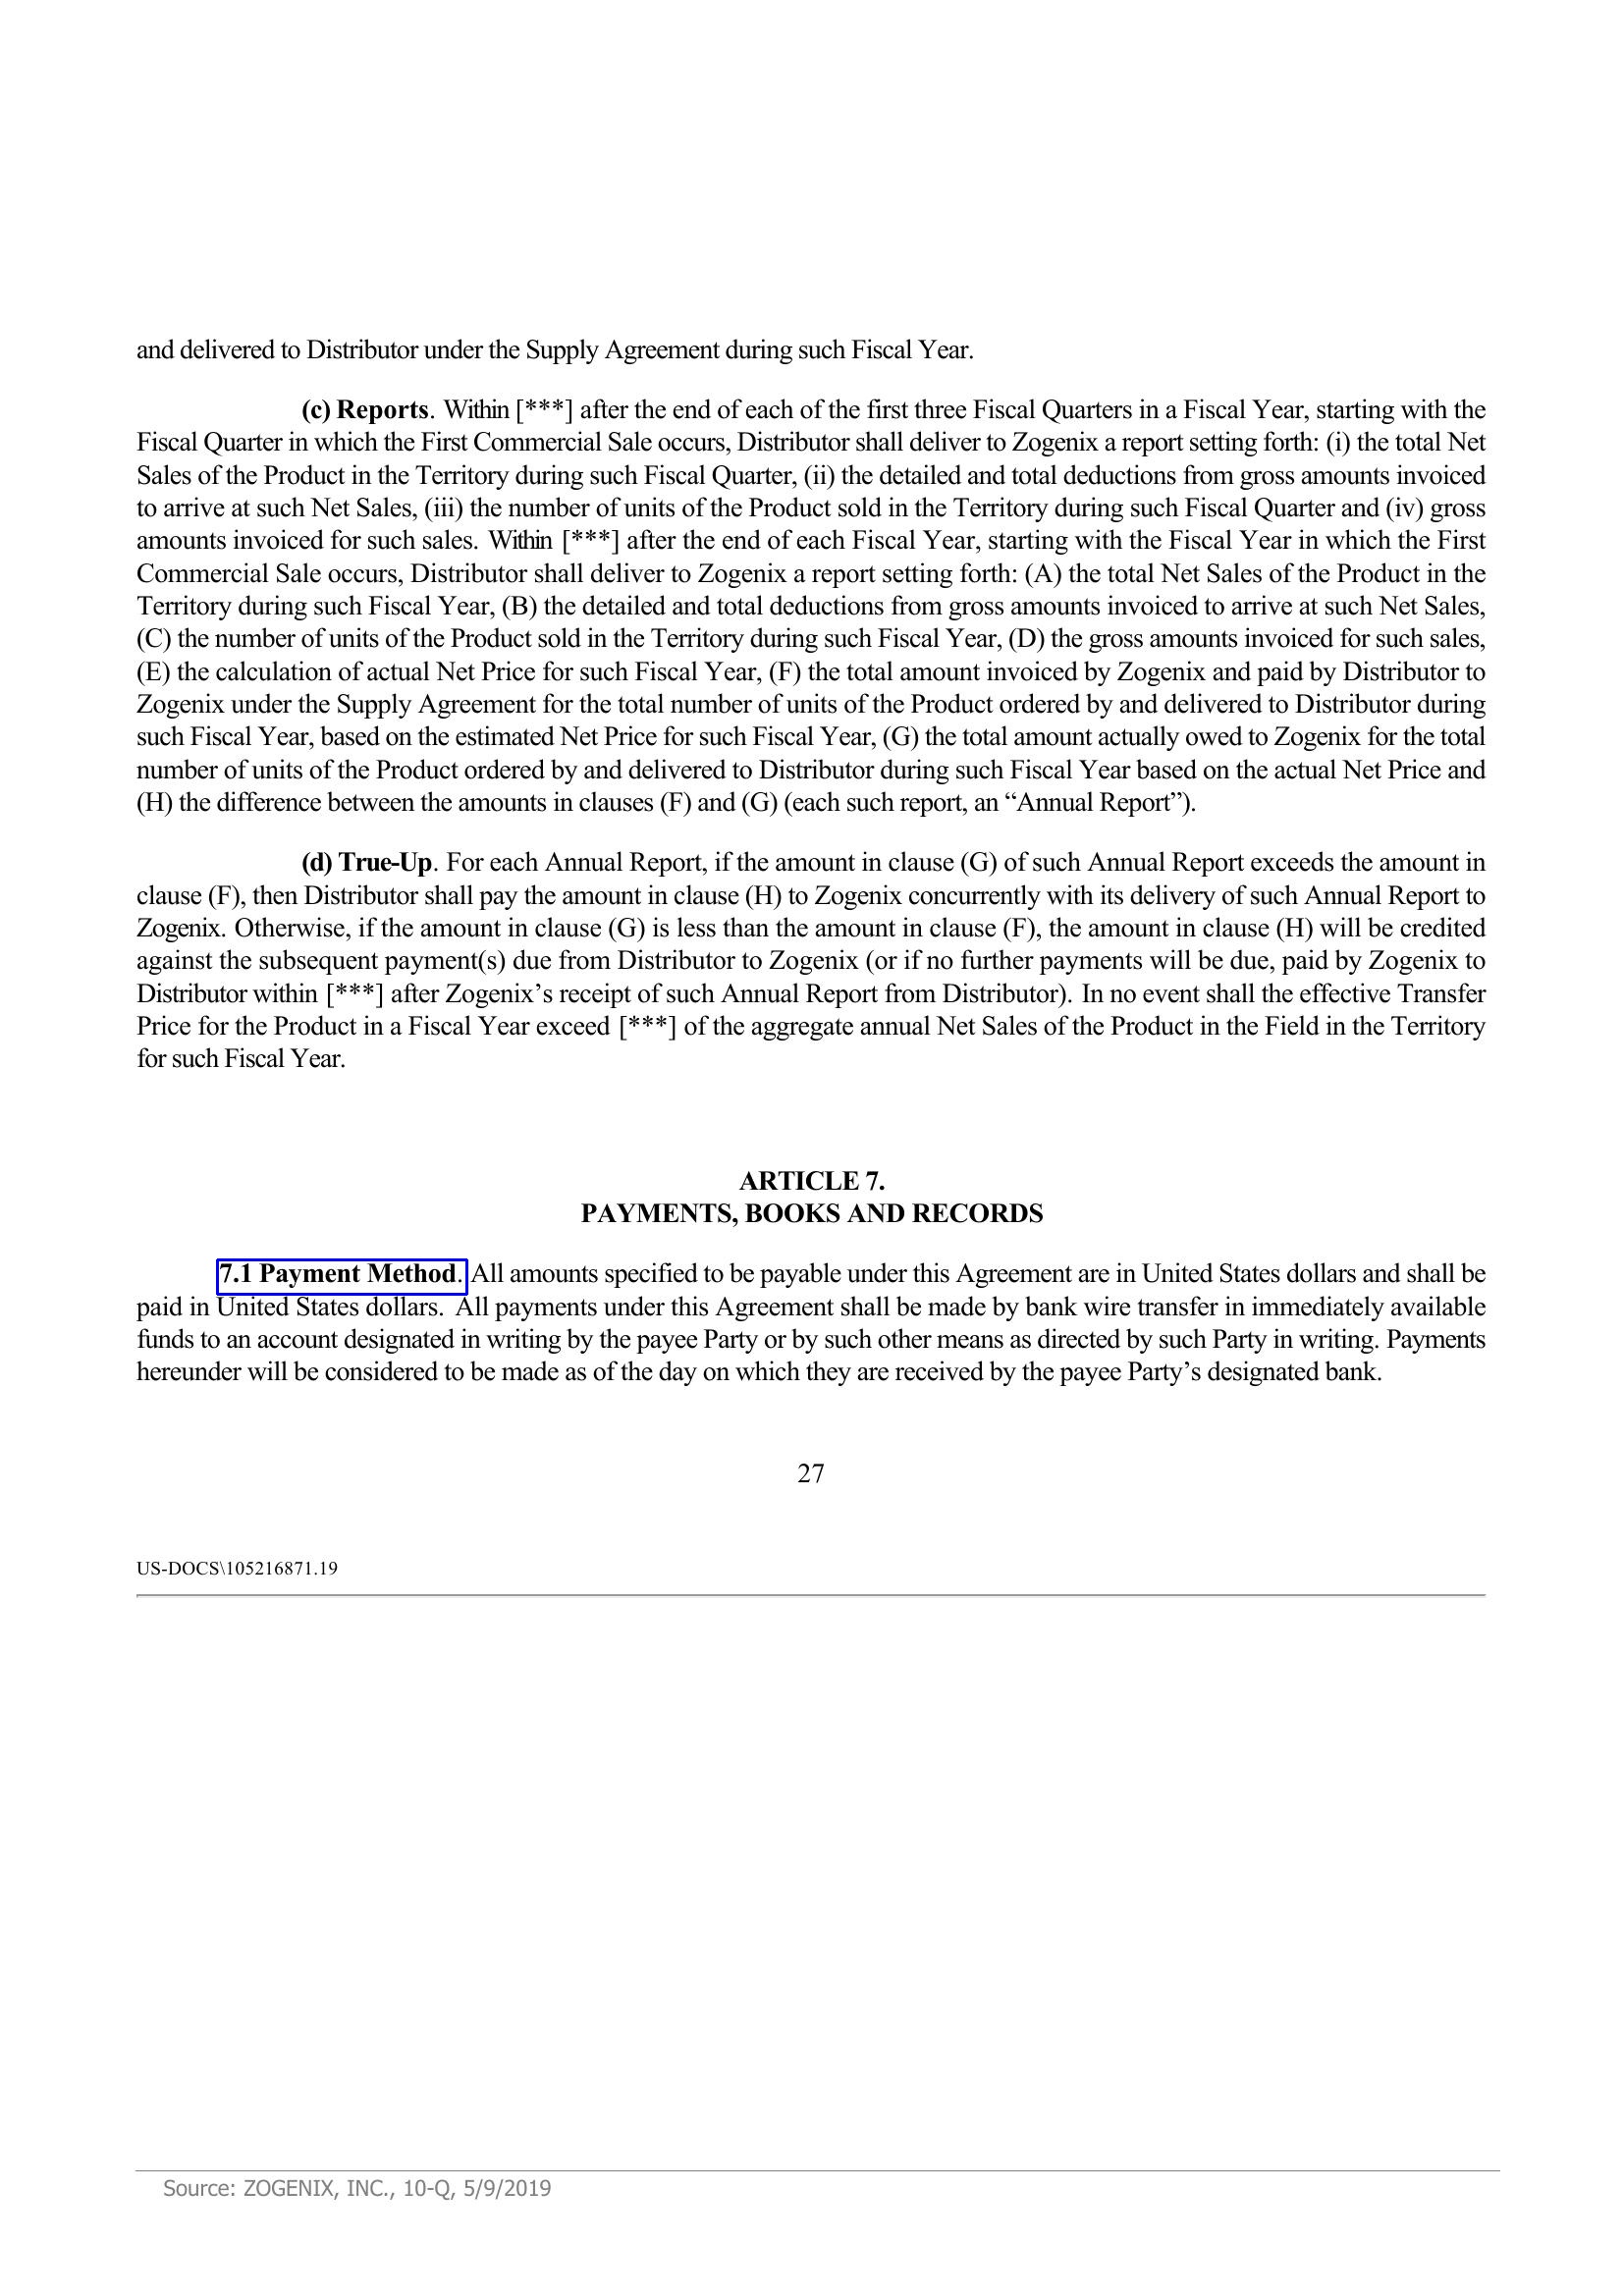 and delivered to Distributor under the Supply Agreement during such Fiscal Year.
(c) Reports. Within [***] after the end of each of the first three Fiscal Quarters in a Fiscal Year, starting with the
Fiscal Quarter in which the First Commercial Sale occurs, Distributor shall deliver to Zogenix a report setting forth: (i) the total Net
Sales of the Product in the Territory during such Fiscal Quarter, (ii) the detailed and total deductions from gross amounts invoiced
to arrive at such Net Sales, (iii) the number of units of the Product sold in the Territory during such Fiscal Quarter and (iv) gross
amounts invoiced for such sales. Within [***] after the end of each Fiscal Year, starting with the Fiscal Year in which the First
Commercial Sale occurs, Distributor shall deliver to Zogenix a report setting forth: (A) the total Net Sales of the Product in the
Territory during such Fiscal Year, (B) the detailed and total deductions from gross amounts invoiced to arrive at such Net Sales,
(C) the number of units of the Product sold in the Territory during such Fiscal Year, (D) the gross amounts invoiced for such sales,
(E) the calculation of actual Net Price for such Fiscal Year, (F) the total amount invoiced by Zogenix and paid by Distributor to
Zogenix under the Supply Agreement for the total number of units of the Product ordered by and delivered to Distributor during
such Fiscal Year, based on the estimated Net Price for such Fiscal Year, (G) the total amount actually owed to Zogenix for the total
number of units of the Product ordered by and delivered to Distributor during such Fiscal Year based on the actual Net Price and
(H) the difference between the amounts in clauses (F) and (G) (each such report, an “Annual Report”).
(d) True-Up. For each Annual Report, if the amount in clause (G) of such Annual Report exceeds the amount in
clause (F), then Distributor shall pay the amount in clause (H) to Zogenix concurrently with its delivery of such Annual Report to
Zogenix. Otherwise, if the amount in clause (G) is less than the amount in clause (F), the amount in clause (H) will be credited
against the subsequent payment(s) due from Distributor to Zogenix (or if no further payments will be due, paid by Zogenix to
Distributor within [***] after Zogenix’s receipt of such Annual Report from Distributor). In no event shall the effective Transfer
Price for the Product in a Fiscal Year exceed [***] of the aggregate annual Net Sales of the Product in the Field in the Territory
for such Fiscal Year.
ARTICLE 7.
PAYMENTS, BOOKS AND RECORDS
7.1 Payment Method. All amounts specified to be payable under this Agreement are in United States dollars and shall be
paid in United States dollars. All payments under this Agreement shall be made by bank wire transfer in immediately available
funds to an account designated in writing by the payee Party or by such other means as directed by such Party in writing. Payments
hereunder will be considered to be made as of the day on which they are received by the payee Party’s designated bank.
27
US-DOCS\105216871.19
Source: ZOGENIX, INC., 10-Q, 5/9/2019